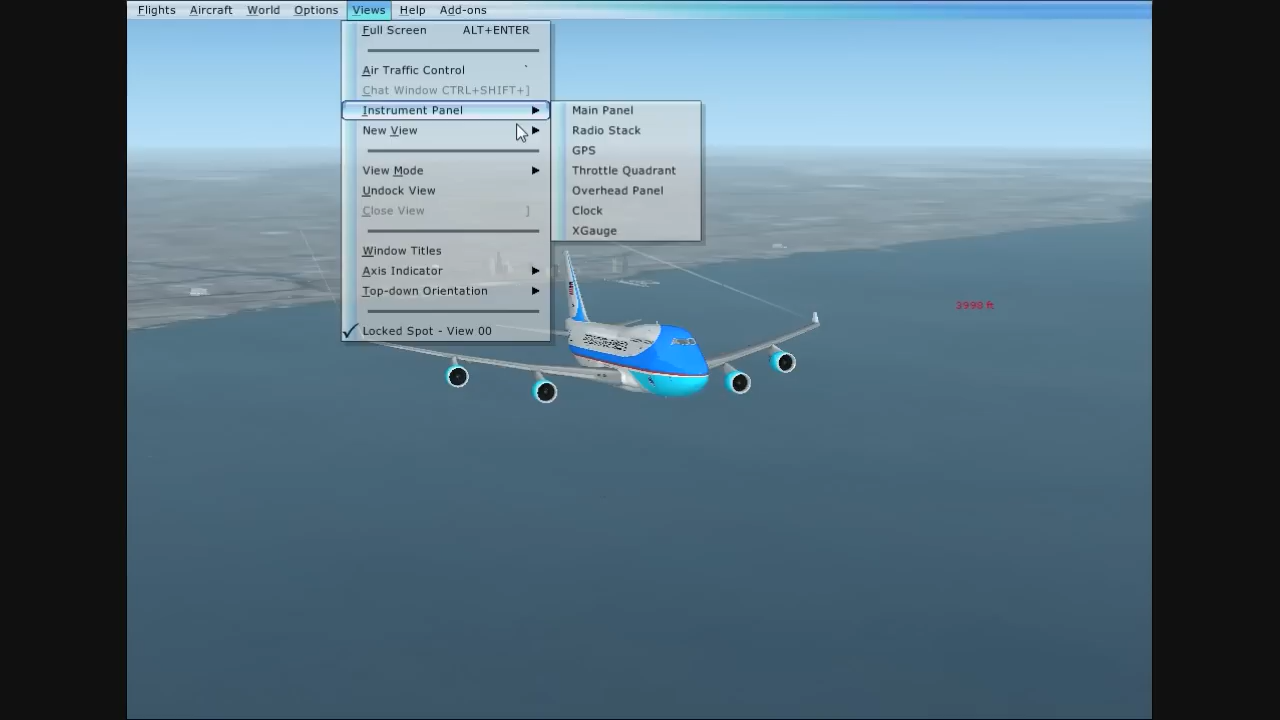 Flights Aircraft World Options Views Help Add-ons
Full Screen ALT+ENTER
Air Traffic Control `
Chat Window CTRL+SHIFT+]
Instrument Panel
New View
View Mode
Undock View
Close View ]
Window Titles
Axis Indicator
Top-down Orientation
Locked Spot - View 00
Main Panel
Radio Stack
GPS
Throttle Quadrant
Overhead Panel
Clock
XGauge
3998 ft